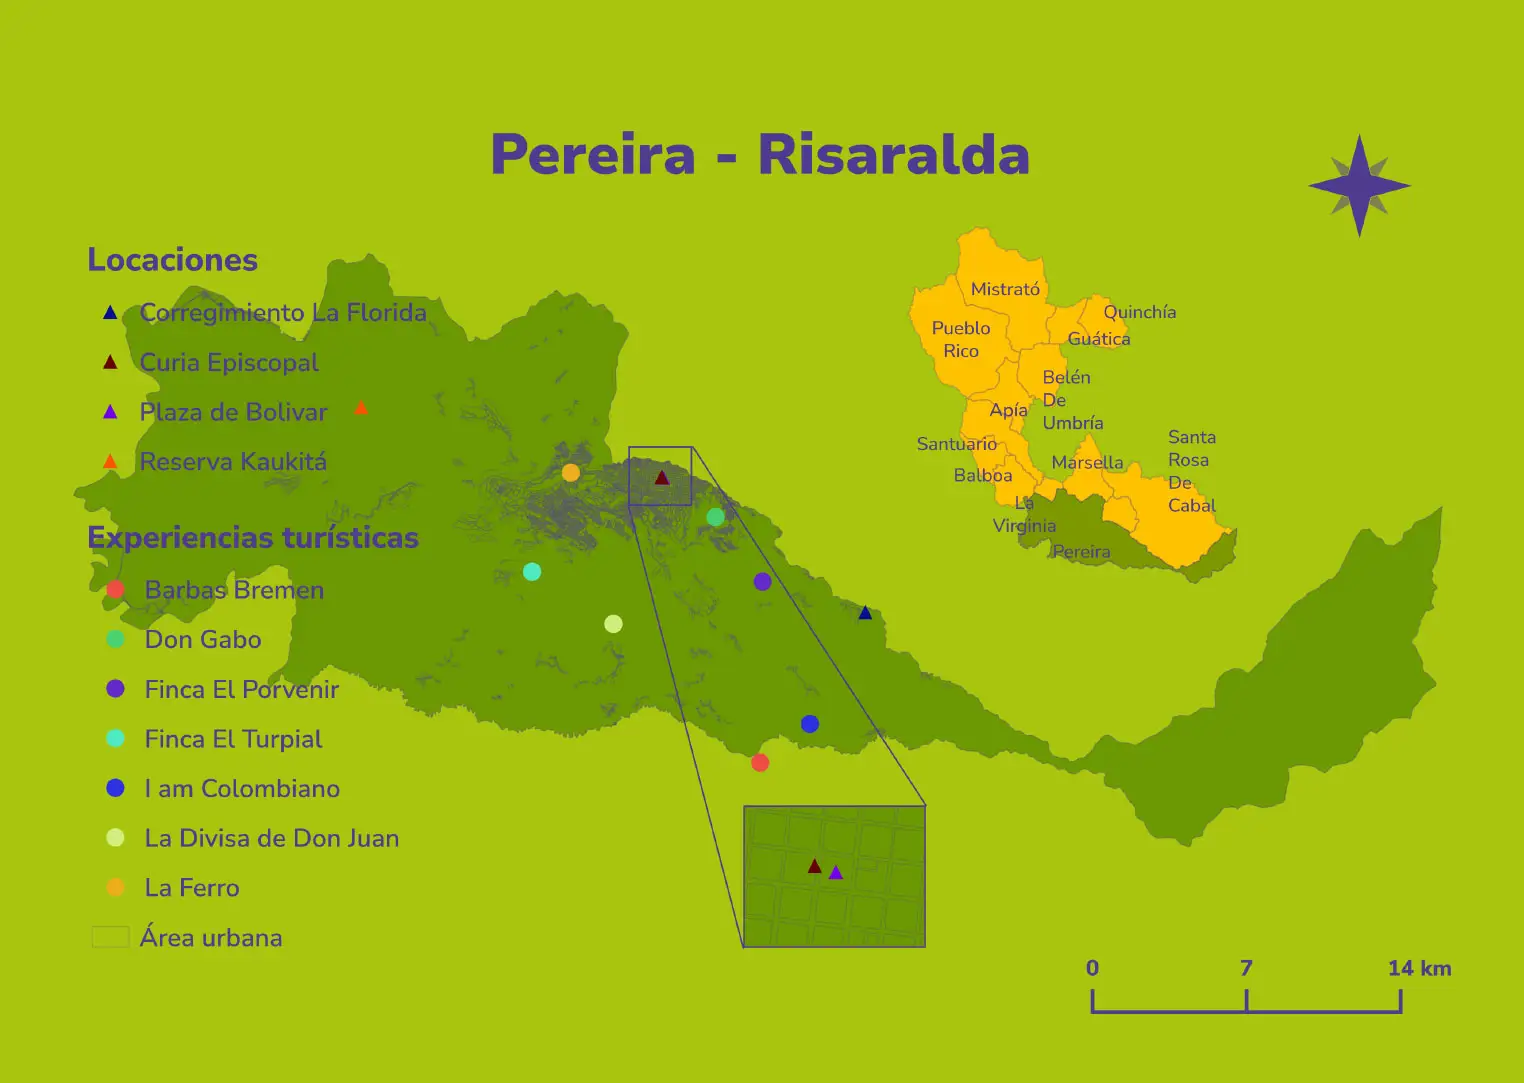 Pereira - Risaralda
Locaciones
Corregimiento La Florida
Curia Episcopal
Plaza de Bolivar
Reserva Kaukitá
Experiencias turísticas
Barbas Bremen
Don Gabo
Finca El Porvenir
Finca El Turpial
I am Colombiano
La Divisa de Don Juan
La Ferro
Área urbana
Mistrató
Quinchía
Pueblo
Rico
Guática
Belén
De
Umbría
Apía
Santuario
Balboa
Marsella
Santa
Rosa
De
Cabal
La
Virginia
Pereira
0 7 14 km